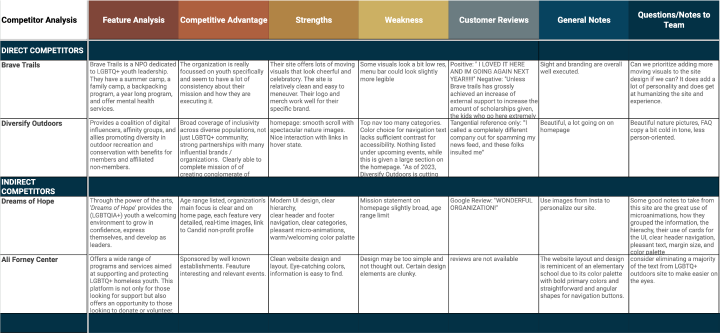 Competitor Analysis
Feature Analysis
Competitive Advantage
Strengths
Weakness
Customer Reviews
General Notes
Questions/Notes to
Team
DIRECT COMPETITORS
Brave Trails
Brave Trails is a NPO dedicated
to LGBTQ+ youth leadership.
They have a summer camp, a
family camp, a backpacking
program, a year long program,
and offer mental health
services.
The organization is really
focussed on youth specifically
and seem to have a lot of
consistency about their
mission and how they are
executing it.
Their site offers lots of moving
visuals that look cheerful and
celebratory. The site is
relatively clean and easy to
maneuver. Their logo and
merch work well for their
specific brand.
Some visuals look a bit low res,
menu bar could look slightly
more legible
Positive: " I LOVED IT HERE
AND IM GOING AGAIN NEXT
YEAR!!!!!" Negative: "Unless
Brave trails has grossly
achieved an increase of
external support to increase the
amount of scholarships given,
the kids who go here extremely
Sight and branding are overall
well executed.
Can we prioritize adding more
moving visuals to the site
design if we can? It does add
a lot of personality and does get
at humanizing the site and
experience.
Diversify Outdoors
Provides a coalition of digital
influencers, affinity groups, and
allies promoting diversity in
outdoor recreation and
conservation with benefits for
members and affiliated
non-members.
Broad coverage of inclusivity
across diverse populations, not
just LGBTQ+ community;
strong partnerships with many
influential brands /
organizations. Clearly able to
complete mission of of
creating conglomerate of
homepage: smooth scroll with
spectacular nature images.
Nice interaction with links in
hover state.
Top nav too many categories,
Color choice for navigation text
lacks sufficient contrast for
accessibility. Nothing listed
under upcoming events, while
this is given a large section on
the homepage. "As of 2023,
Diversify Outdoors is cutting
Tangential reference only: "I
called a completely different
company out for spamming my
news feed, and these folks
insulted me"
Beautiful, a lot going on on
homepage
Beautiful nature pictures, FAQ
copy a bit cold in tone, less
person-oriented.
INDIRECT
COMPETITORS
Dreams of Hope
Through the power of the arts,
'Dreams of Hope' provides the
(LGBTQIA+) youth a welcoming
environment to grow in
confidence, express
themselves, and develop as
leaders.
Age range listed, organizations
main focus is clear and on
home page, each feature very
detailed, real-time images, link
to Candid non-profit profile
Modern UI design, clear
hierarchy,
clear header and footer
navigation, clear categories,
pleasant micro-animations,
warm/welcoming color palette
Mission statement on
homepage slightly broad, age
range limit
Google Review: "WONDERFUL
ORGANIZATION!"
Use images from Insta to
personalize our site.
Some good notes to take from
this site are the great use of
microanimations, how they
grouped the information, the
hierachy, their use of cards for
the UI, clear header navigation,
pleasant text, margin size, and
color palette
Ali Forney Center
Offers a wide range of
programs and services aimed
at supporting and protecting
LGBTQ+ homeless youth. This
platform is not only for those
looking for support but also
offers an opportunity to those
looking to donate or volunteer.
Sponsored by well known
establishments. Feauture
interesting and relevant events.
Clean website design and
layout. Eye-catching colors,
information is easy to find.
Design may be too simple and
not thought out. Certain design
elements are clunky.
reviews are not available
The website layout and design
is reminicent of an elementary
school due to its color palette
with bold primary colors and
straightforward and angular
shapes for navigation buttons.
consider eliminating a majority
of the text from LGBTQ+
outdoors site to make easier on
the eyes.